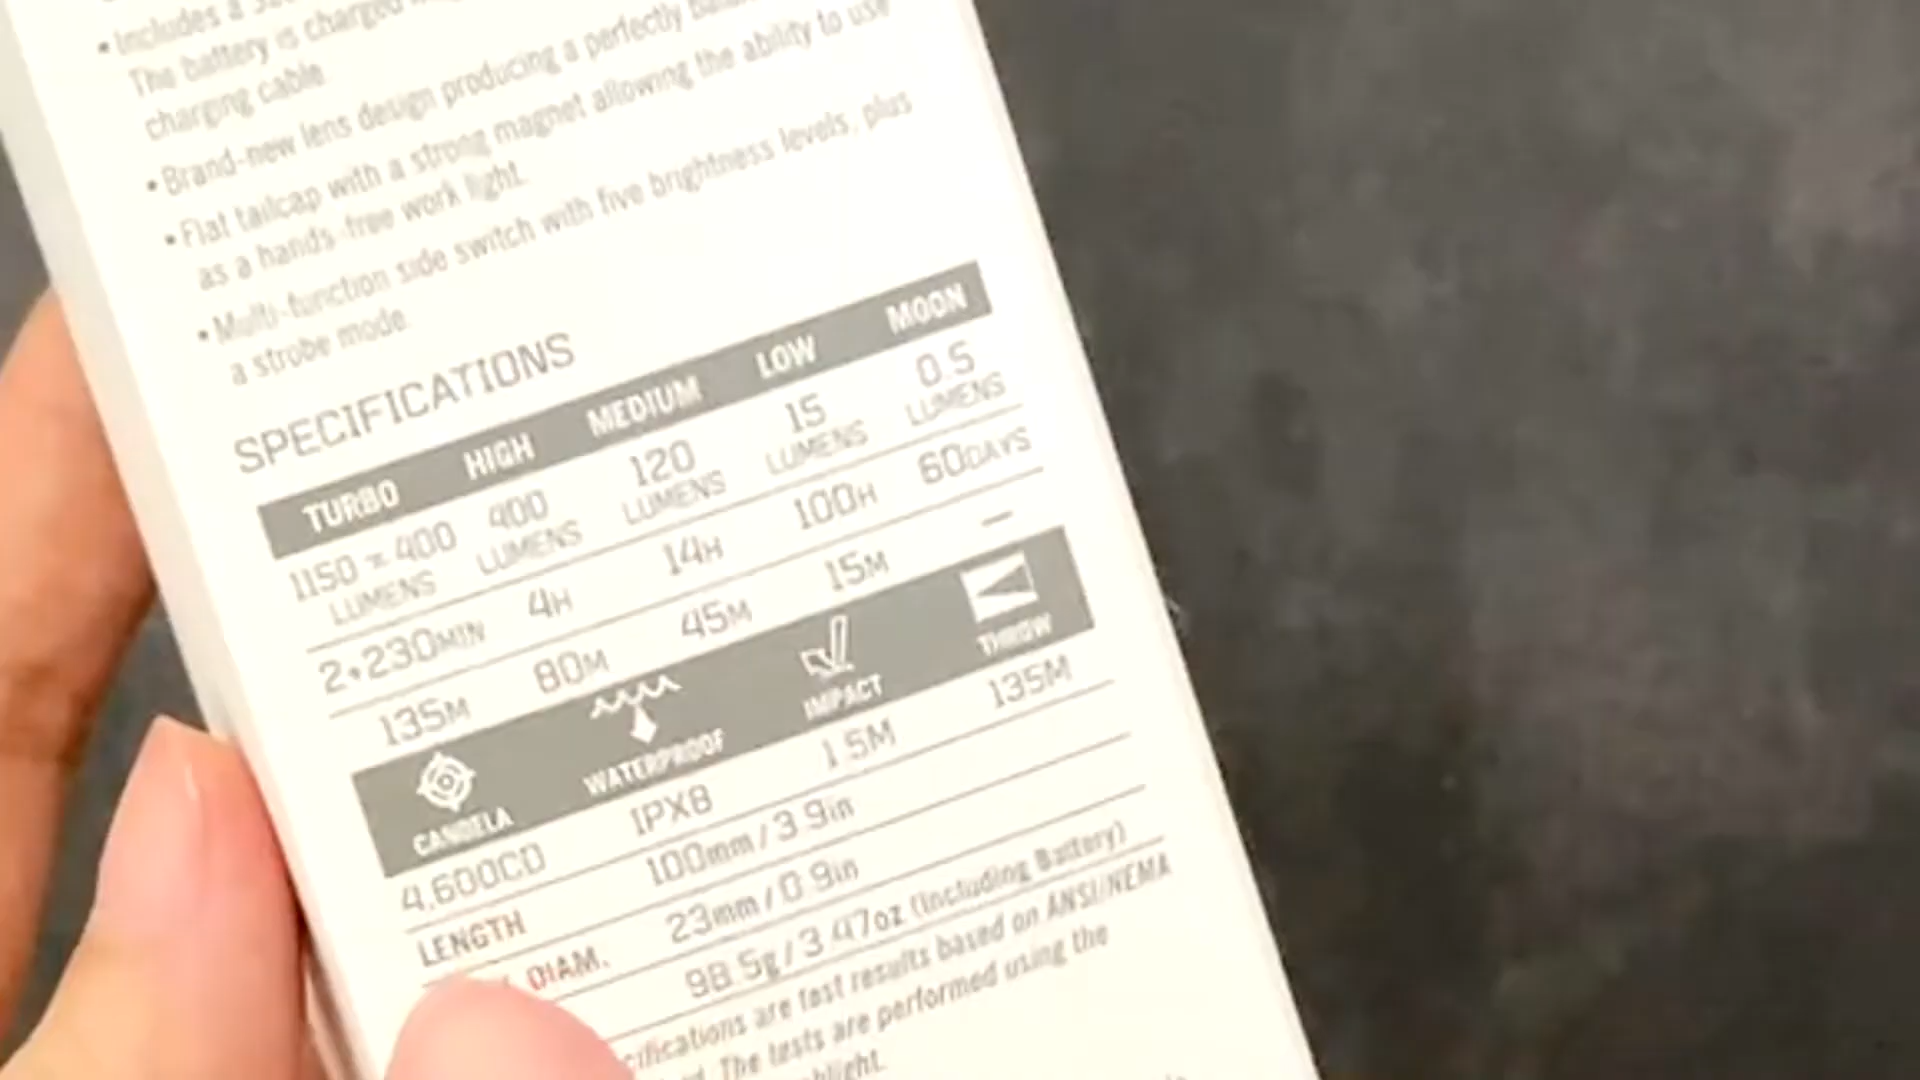 • Includes a
The battery is charged
charging cable
• Brand-new lens design producing a perfectly
• Flat tailcap with a strong magnet allowing the ability to use
as a hands-free work light.
• Multi-function side switch with five brightness levels, plus
a strobe mode
SPECIFICATIONS
TURBO HIGH MEDIUM LOW MOON
1150 ~ 400 LUMENS 400 LUMENS 120 LUMENS 15 LUMENS 0.5 LUMENS
2+230MIN 4H 14H 100H 60DAYS
135M 80M 45M 15M –
CANDELA WATERPROOF IMPACT THROW
4,600CD IPX8 1.5M 135M
LENGTH 100mm / 3.9in
DIAM. 23mm / 0.9in
98.5g / 3.47oz (Including Battery)
are test results based on ANSI/NEMA
The tests are performed using the